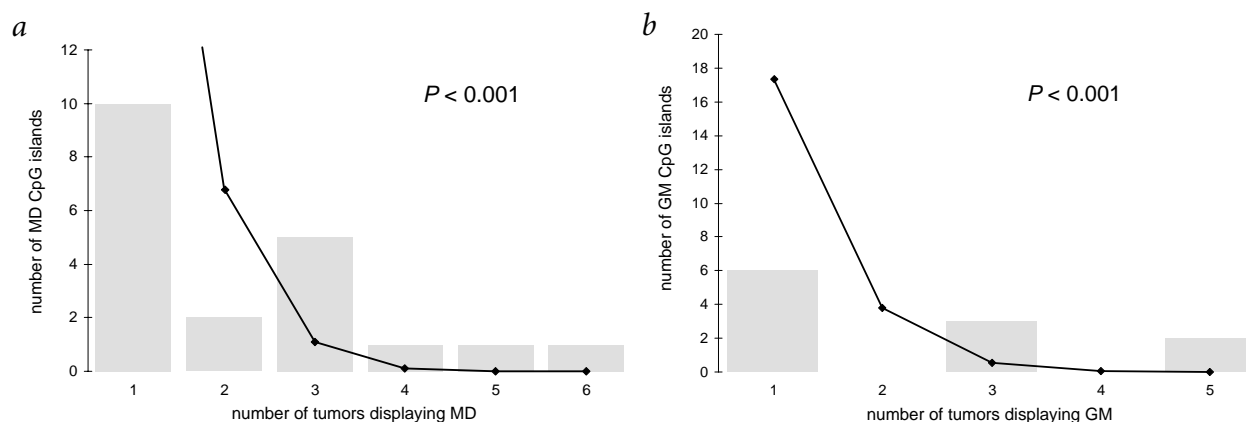 a
12
10
8
6
4
2
0
number of MD CpG islands
P < 0.001
1 2 3 4 5 6
number of tumors displaying MD
b
20
18
16
14
12
10
8
6
4
2
0
number of GM CpG islands
P < 0.001
1 2 3 4 5
number of tumors displaying GM